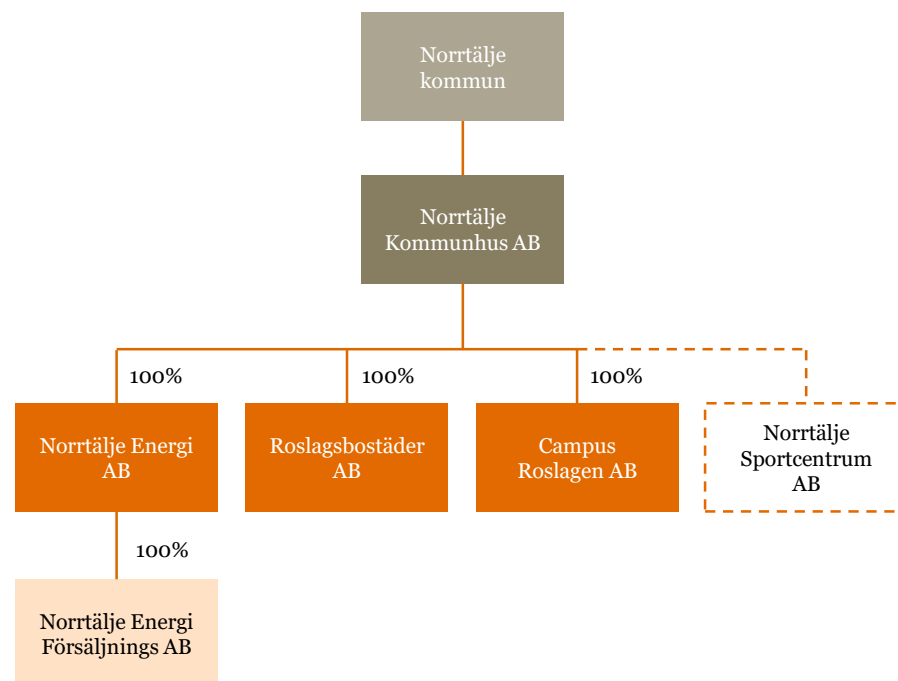 Norrtälje
kommun
Norrtälje
Kommunhus AB
100%
100%
100%
Norrtälje Energi
AB
Roslagsbostäder
AB
Campus
Roslagen AB
Norrtälje
Sportcentrum
AB
100%
Norrtälje Energi
Försäljnings AB